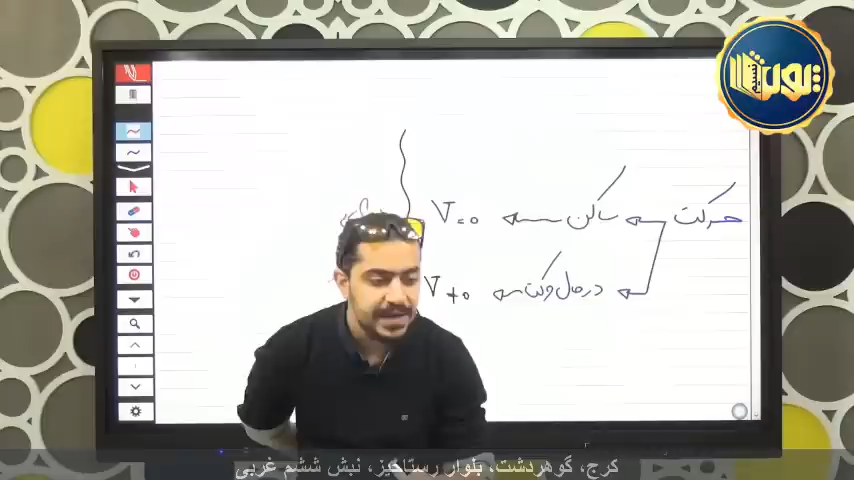 حرکت ساکن V=0
در حال حرکت V≠0
کرج، گوهردشت، بلوار رستاخیز، نبش ششم غربی